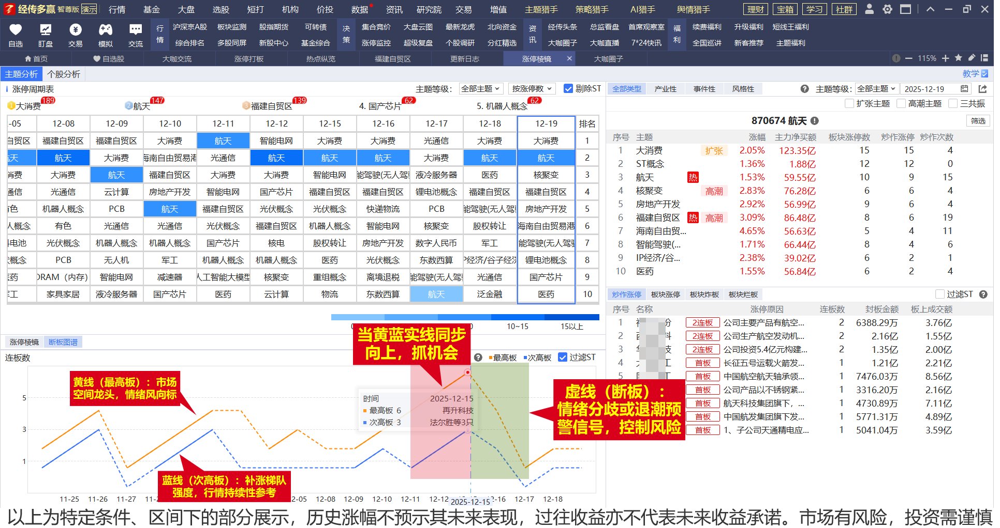 经传多赢 智尊版 演示 行情 基金 大盘 选股 短打 机构 价投 数据 资讯 研究院 交易 增值 主题猎手 策略猎手 AI猎手 舆情猎手 理财 宝箱 学习 社群
自选 盯盘 交易 模拟 交流
行情 沪深京A股 板块监测 股指期货 可转债 决策 集合竞价 大盘云图 最新龙虎 北向资金 资讯 经传头条 总监看盘 首席观察室 福利 续费福利 升级福利 短线王福利
综合排名 多股同屏 新股中心 基金综合 涨停监控 超级复盘 个股调研 分红精选 大咖圈子 大咖直播 7*24快讯 全国巡讲 新客推荐 主题福利
首页 自选股 大咖交流 涨停打板 热点纵览 福建自贸区 更新日志 涨停棱镜 大咖圈子 115%
主题分析 个股分析 教学
涨停周期表 主题等级： 全部主题 按涨停数 剔除ST
1 大消费 189 2 航天 147 3 福建自贸区 139 4. 国产芯片 62 5. 机器人概念 62
-05 12-08 12-09 12-10 12-11 12-12 12-15 12-16 12-17 12-18 12-19 排名
自贸区 福建自贸区 福建自贸区 大消费 航天 智能电网 大消费 大消费 光通信 大消费 大消费 1
天 航天 大消费 海南自由贸易港 光通信 航天 航天 航天 大消费 航天 航天 2
消费 大消费 航天 福建自贸区 大消费 大消费 智能电网 能驾驶(无人驾 液冷服务器 医药 核聚变 3
通信 光通信 云计算 房地产开发 智能电网 国产芯片 福建自贸区 福建自贸区 锂电池概念 福建自贸区 福建自贸区 4
有色 机器人概念 PCB 航天 福建自贸区 光伏概念 光伏概念 快递物流 PCB 能驾驶(无人驾 房地产开发 5
人概念 有色 光通信 光通信 光伏概念 福建自贸区 机器人概念 智能电网 核聚变 股权转让 海南自由贸易港 6
电池 光伏概念 机器人概念 机器人概念 国产芯片 核电 股权转让 房地产开发 数字人民币 军工 能驾驶(无人驾驶 7
概念 PCB 无人机 军工 机器人概念 机器人概念 医药 光伏概念 东数西算 IP经济/谷子经济 锂电池概念 8
医药 DRAM（内存） 智能电网 减速器 人工智能大模型 核聚变 重组概念 离境退税 能驾驶(无人驾 光通信 国产芯片 9
军工 家具家居 液冷服务器 国产芯片 医药 云计算 物流 东数西算 航天 泛金融 医药 10
0 10~15 15以上
涨停棱镜 断板图谱
连板数 最高板 次高板 过滤ST
当黄蓝实线同步
向上，抓机会
黄线（最高板）：市场
空间龙头，情绪风向标
虚线（断板）：
情绪分歧或退潮预
警信号，控制风险
蓝线（次高板）：补涨梯队
强度，行情持续性参考
时间 2025-12-15
最高板 6 再升科技
次高板 3 法尔胜等3只
5
3
1
11-25 11-26 11-27 11-2 2-05 12-08 12-09 12-10 12-11 12-12 2025-12-15 -16 12-17 12-18
全部类型 产业性 事件性 风格性 主题等级： 全部主题 2025-12-19
扩张主题 高潮主题 三共振
870674 航天 筛选
序号 主题 涨幅 主力净买额 板块涨停数 炒作涨停 炒作次数
1 大消费 扩张 2.05% 123.35亿 15 15 4
2 ST概念 1.36% 1.88亿 12 12 0
3 航天 热 1.53% 59.55亿 10 9 15
4 核聚变 高潮 2.83% 76.28亿 6 6 4
5 房地产开发 2.92% 56.99亿 9 6 4
6 福建自贸区 热 高潮 3.09% 86.48亿 8 6 19
7 海南自由贸... 4.65% 56.63亿 5 4 11
8 智能驾驶(... 1.71% 66.44亿 8 4 6
9 IP经济/谷... 2.38% 39.02亿 6 2 1
10 医药 1.55% 56.84亿 6 2 4
炒作涨停 板块涨停 板块炸板 板块烂板 过滤ST
序号 名称 涨停原因 连板数 封板金额 板上成交额
1 2连板 公司主要产品有航空... 2 6388.29万 3.76亿
2 2连板 公司生产航空发动机... 2 2.16亿 1.55亿
3 2连板 公司投资5.4亿元构建... 2 1.35亿 2.00亿
4 首板 长征五号运载火箭发... 1 1.21亿 2.21亿
5 首板 中国航空航天轴承领... 1 7476.03万 8.56亿
首板 公司产品以不锈钢紧... 1 3316.20万 2.16亿
首板 航天科技集团旗下，... 1 4730.89万 7.11亿
首板 中国航发集团旗下发... 1 5771.31万 4.89亿
首板 1、子公司天通精电应... 1 5041.04万 3.59亿
以上为特定条件、区间下的部分展示，历史涨幅不预示其未来表现，过往收益亦不代表未来收益承诺。市场有风险，投资需谨慎